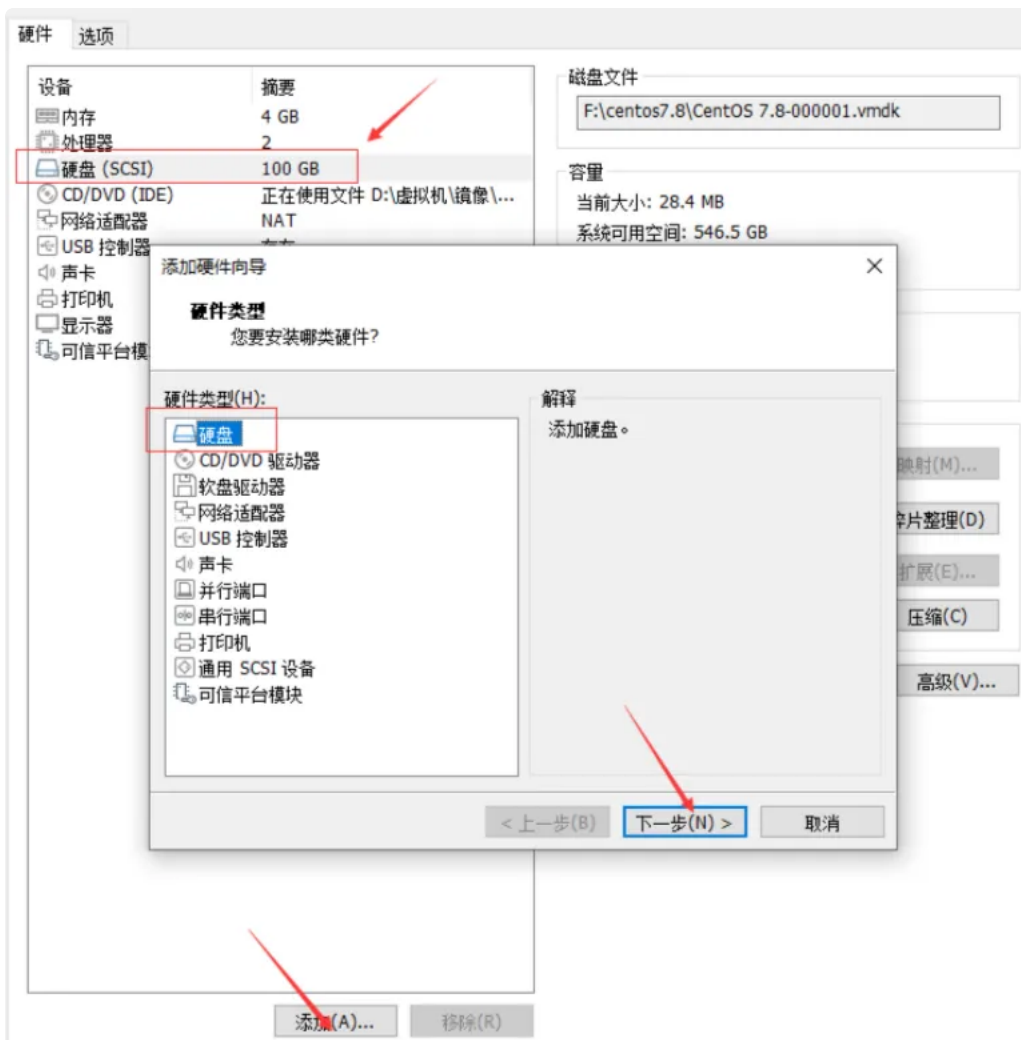 硬件 选项
设备 摘要
内存 4 GB
处理器 2
硬盘 (SCSI) 100 GB
CD/DVD (IDE) 正在使用文件 D:\虚拟机\镜像\...
网络适配器 NAT
USB 控制器
声卡
打印机
显示器
可信平台模
磁盘文件
F:\centos7.8\CentOS 7.8-000001.vmdk
容量
当前大小: 28.4 MB
系统可用空间: 546.5 GB
添加硬件向导
硬件类型
您要安装哪类硬件?
硬件类型(H):
硬盘
CD/DVD 驱动器
软盘驱动器
网络适配器
USB 控制器
声卡
并行端口
串行端口
打印机
通用 SCSI 设备
可信平台模块
解释
添加硬盘。
< 上一步(B)
下一步(N) >
取消
映射(M)...
碎片整理(D)
扩展(E)...
压缩(C)
高级(V)...
添加(A)...
移除(R)